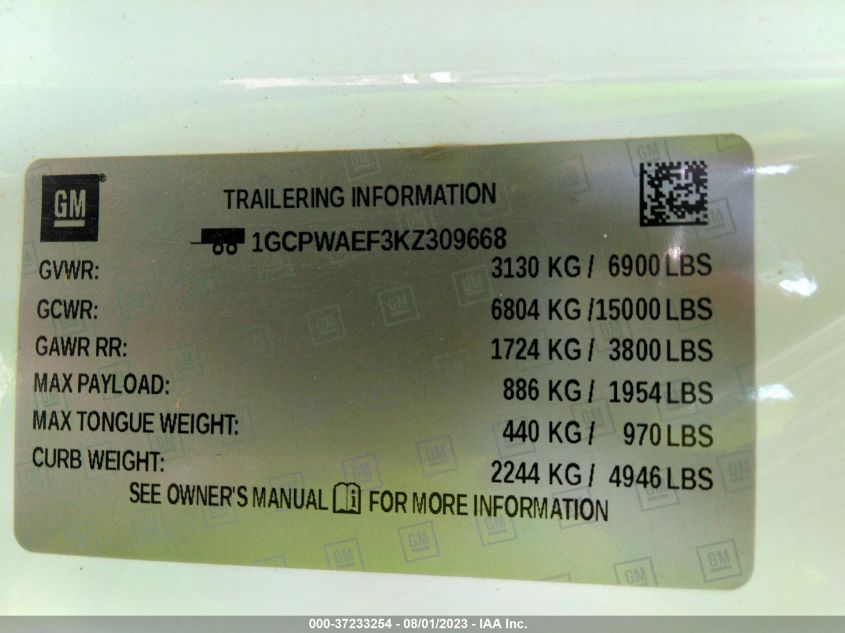 GM
TRAILERING INFORMATION
1GCPWAEF3KZ309668
GVWR: 3130 KG / 6900 LBS
GCWR: 6804 KG /15000 LBS
GAWR RR: 1724 KG / 3800 LBS
MAX PAYLOAD: 886 KG / 1954 LBS
MAX TONGUE WEIGHT: 440 KG / 970 LBS
CURB WEIGHT: 2244 KG / 4946 LBS
SEE OWNER'S MANUAL FOR MORE INFORMATION
000-37233254 - 08/01/2023 - IAA Inc.